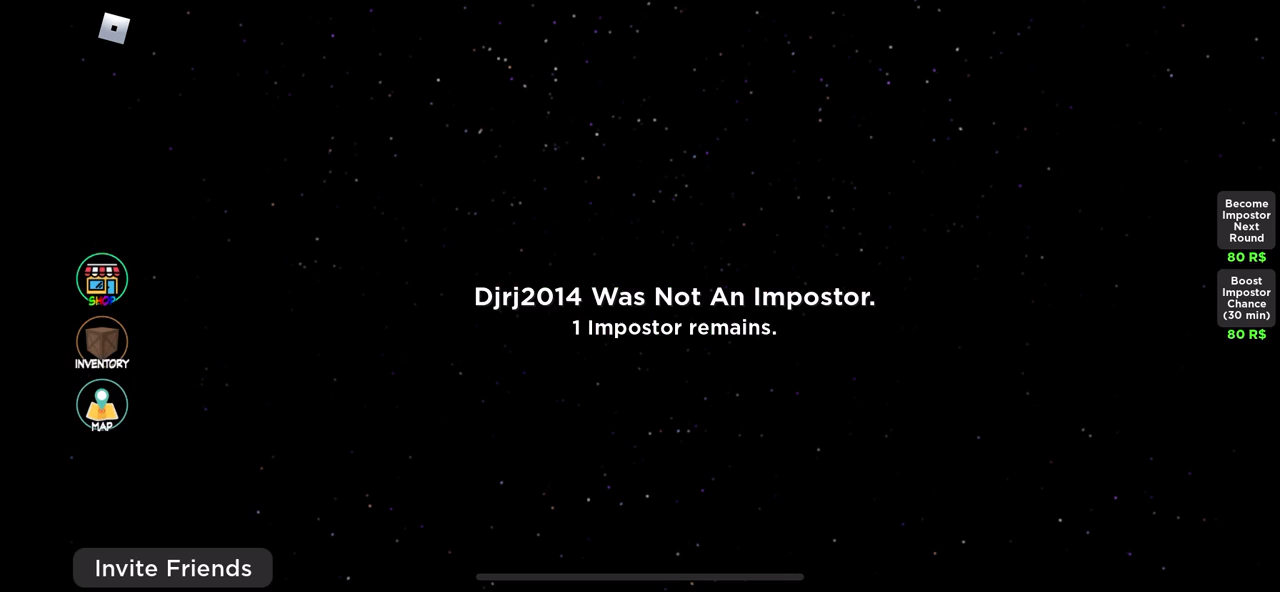 Djrj2014 Was Not An Impostor.
1 Impostor remains.
SHOP
INVENTORY
MAP
Become
Impostor
Next
Round
80 R$
Boost
Impostor
Chance
(30 min)
80 R$
Invite Friends